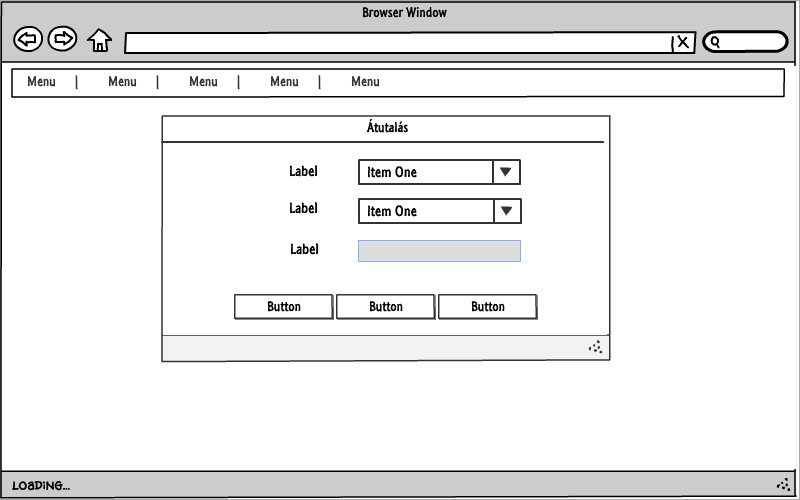 Browser Window
Menu | Menu | Menu | Menu | Menu
Átutalás
Label Item One
Label Item One
Label
Button Button Button
LOADING...